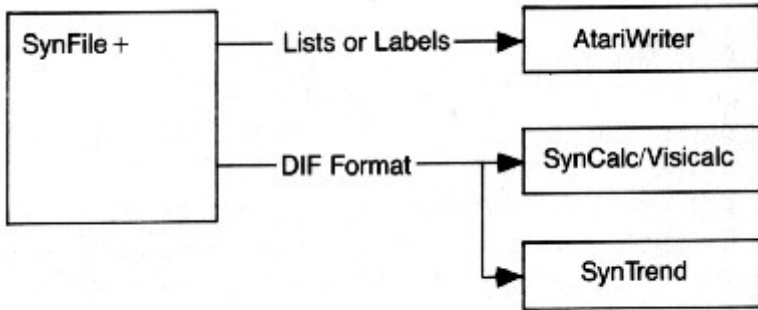 SynFile +
Lists or Labels
AtariWriter
DIF Format
SynCalc/Visicalc
SynTrend